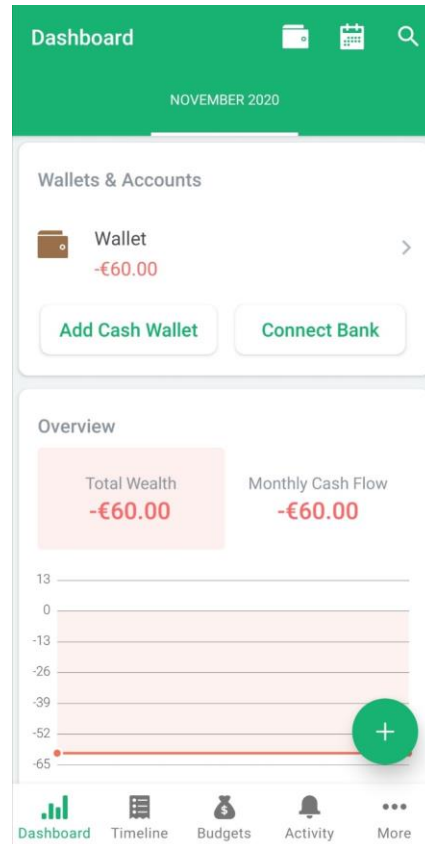 Dashboard
NOVEMBER 2020
Wallets & Accounts
Wallet
-€60.00
Add Cash Wallet
Connect Bank
Overview
Total Wealth
-€60.00
Monthly Cash Flow
-€60.00
13
0
-13
-26
-39
-52
-65
+
Dashboard
Timeline
Budgets
Activity
More